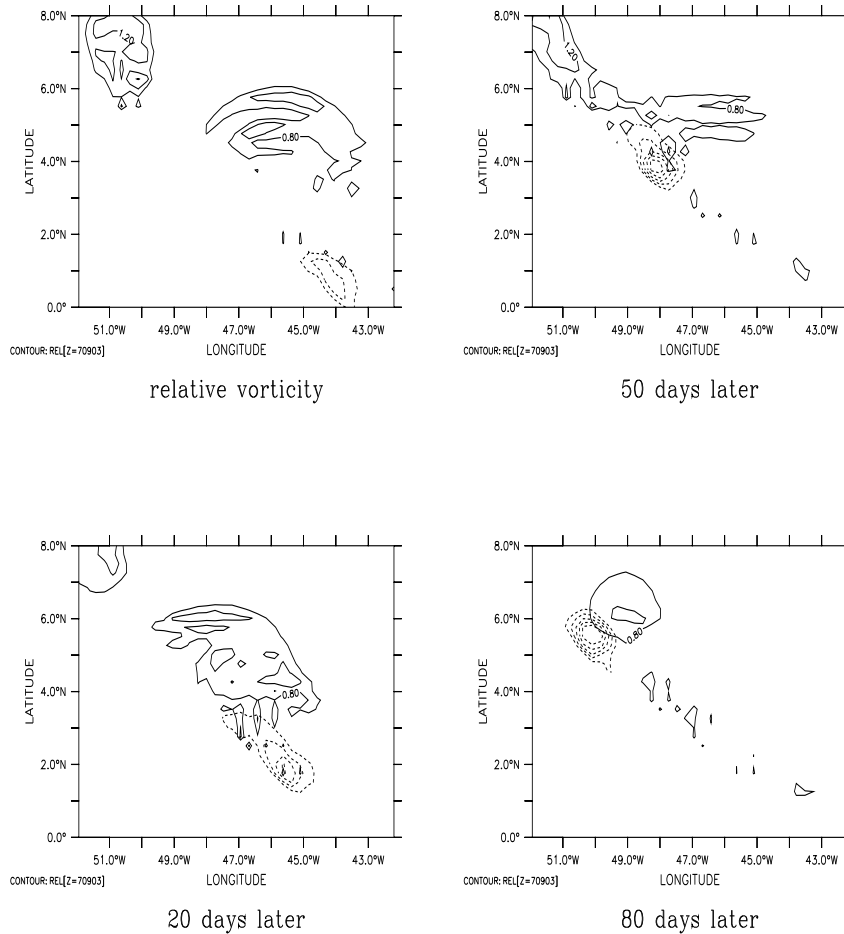 8.0°N
6.0°N
4.0°N
2.0°N
0.0°
LATITUDE
1.20
0.80
51.0°W 49.0°W 47.0°W 45.0°W 43.0°W
LONGITUDE
CONTOUR: REL[Z=70903]
relative vorticity
8.0°N
6.0°N
4.0°N
2.0°N
0.0°
LATITUDE
1.20
0.80
51.0°W 49.0°W 47.0°W 45.0°W 43.0°W
LONGITUDE
CONTOUR: REL[Z=70903]
50 days later
8.0°N
6.0°N
4.0°N
2.0°N
0.0°
LATITUDE
0.80
51.0°W 49.0°W 47.0°W 45.0°W 43.0°W
LONGITUDE
CONTOUR: REL[Z=70903]
20 days later
8.0°N
6.0°N
4.0°N
2.0°N
0.0°
LATITUDE
0.80
51.0°W 49.0°W 47.0°W 45.0°W 43.0°W
LONGITUDE
CONTOUR: REL[Z=70903]
80 days later